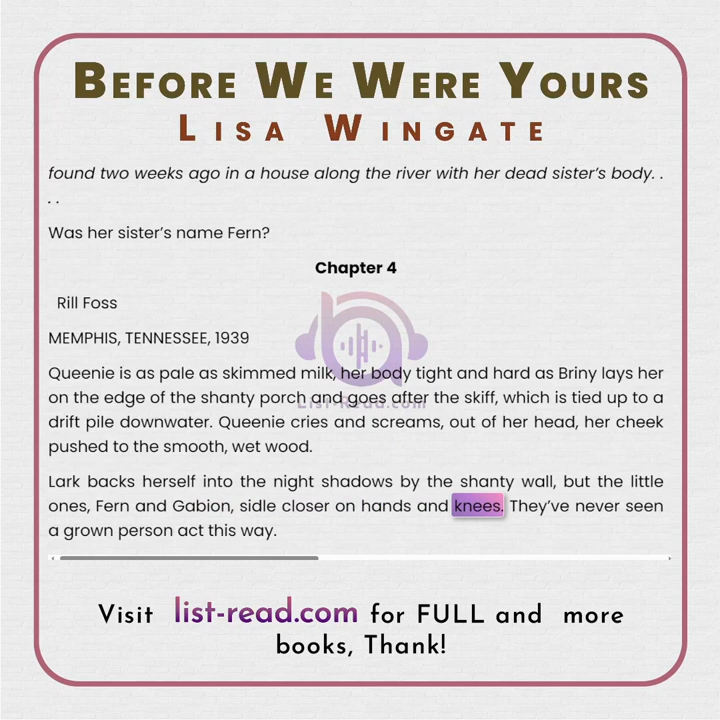 BEFORE WE WERE YOURS
LISA WINGATE
found two weeks ago in a house along the river with her dead sister's body. .
. .
Was her sister's name Fern?
Chapter 4
Rill Foss
MEMPHIS, TENNESSEE, 1939
Queenie is as pale as skimmed milk, her body tight and hard as Briny lays her
on the edge of the shanty porch and goes after the skiff, which is tied up to a
List-Read.com
drift pile downwater. Queenie cries and screams, out of her head, her cheek
pushed to the smooth, wet wood.
Lark backs herself into the night shadows by the shanty wall, but the little
ones, Fern and Gabion, sidle closer on hands and knees. They've never seen
a grown person act this way.
Visit list-read.com for FULL and more
books, Thank!